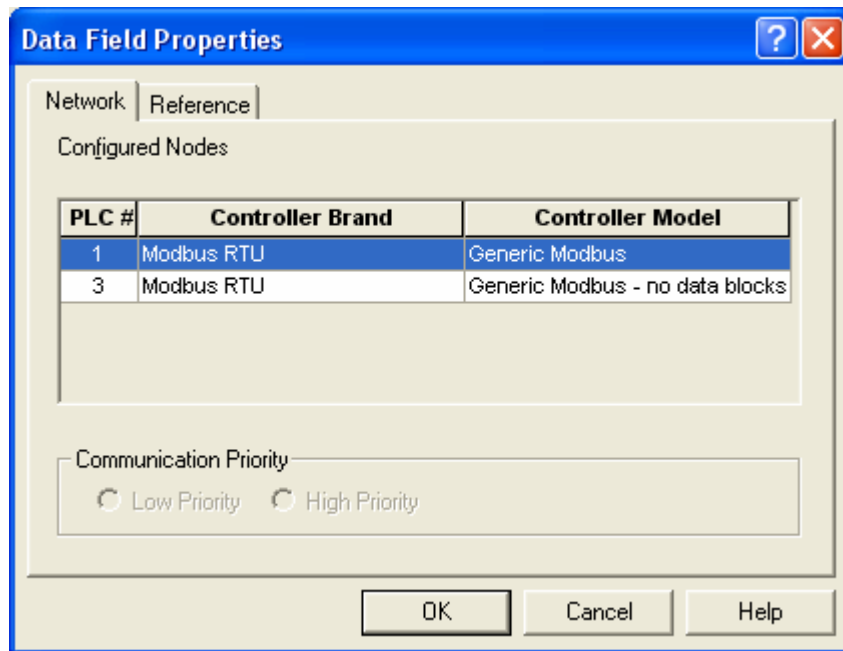 Data Field Properties
Network Reference
Configured Nodes
PLC # Controller Brand Controller Model
1 Modbus RTU Generic Modbus
3 Modbus RTU Generic Modbus - no data blocks
Communication Priority
Low Priority High Priority
OK Cancel Help